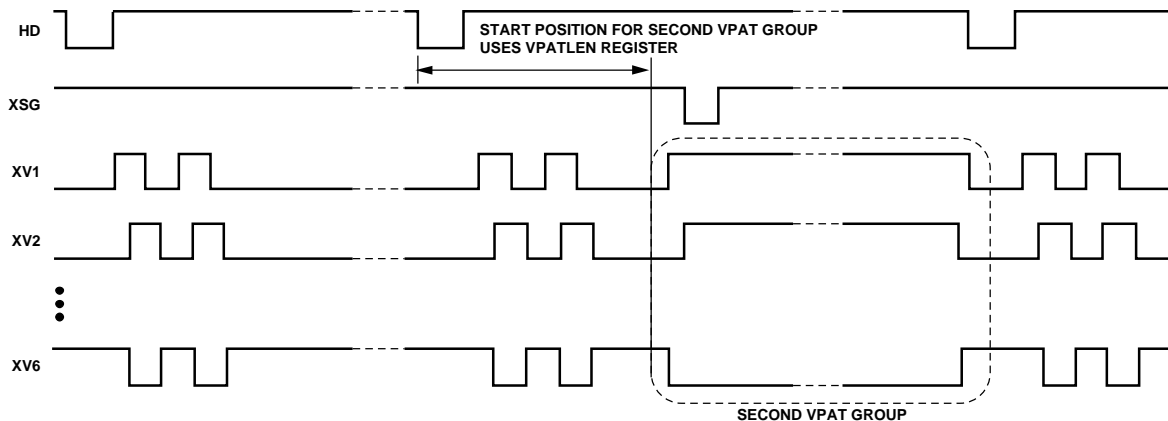 HD
START POSITION FOR SECOND VPAT GROUP
USES VPATLEN REGISTER
XSG
XV1
XV2
XV6
SECOND VPAT GROUP